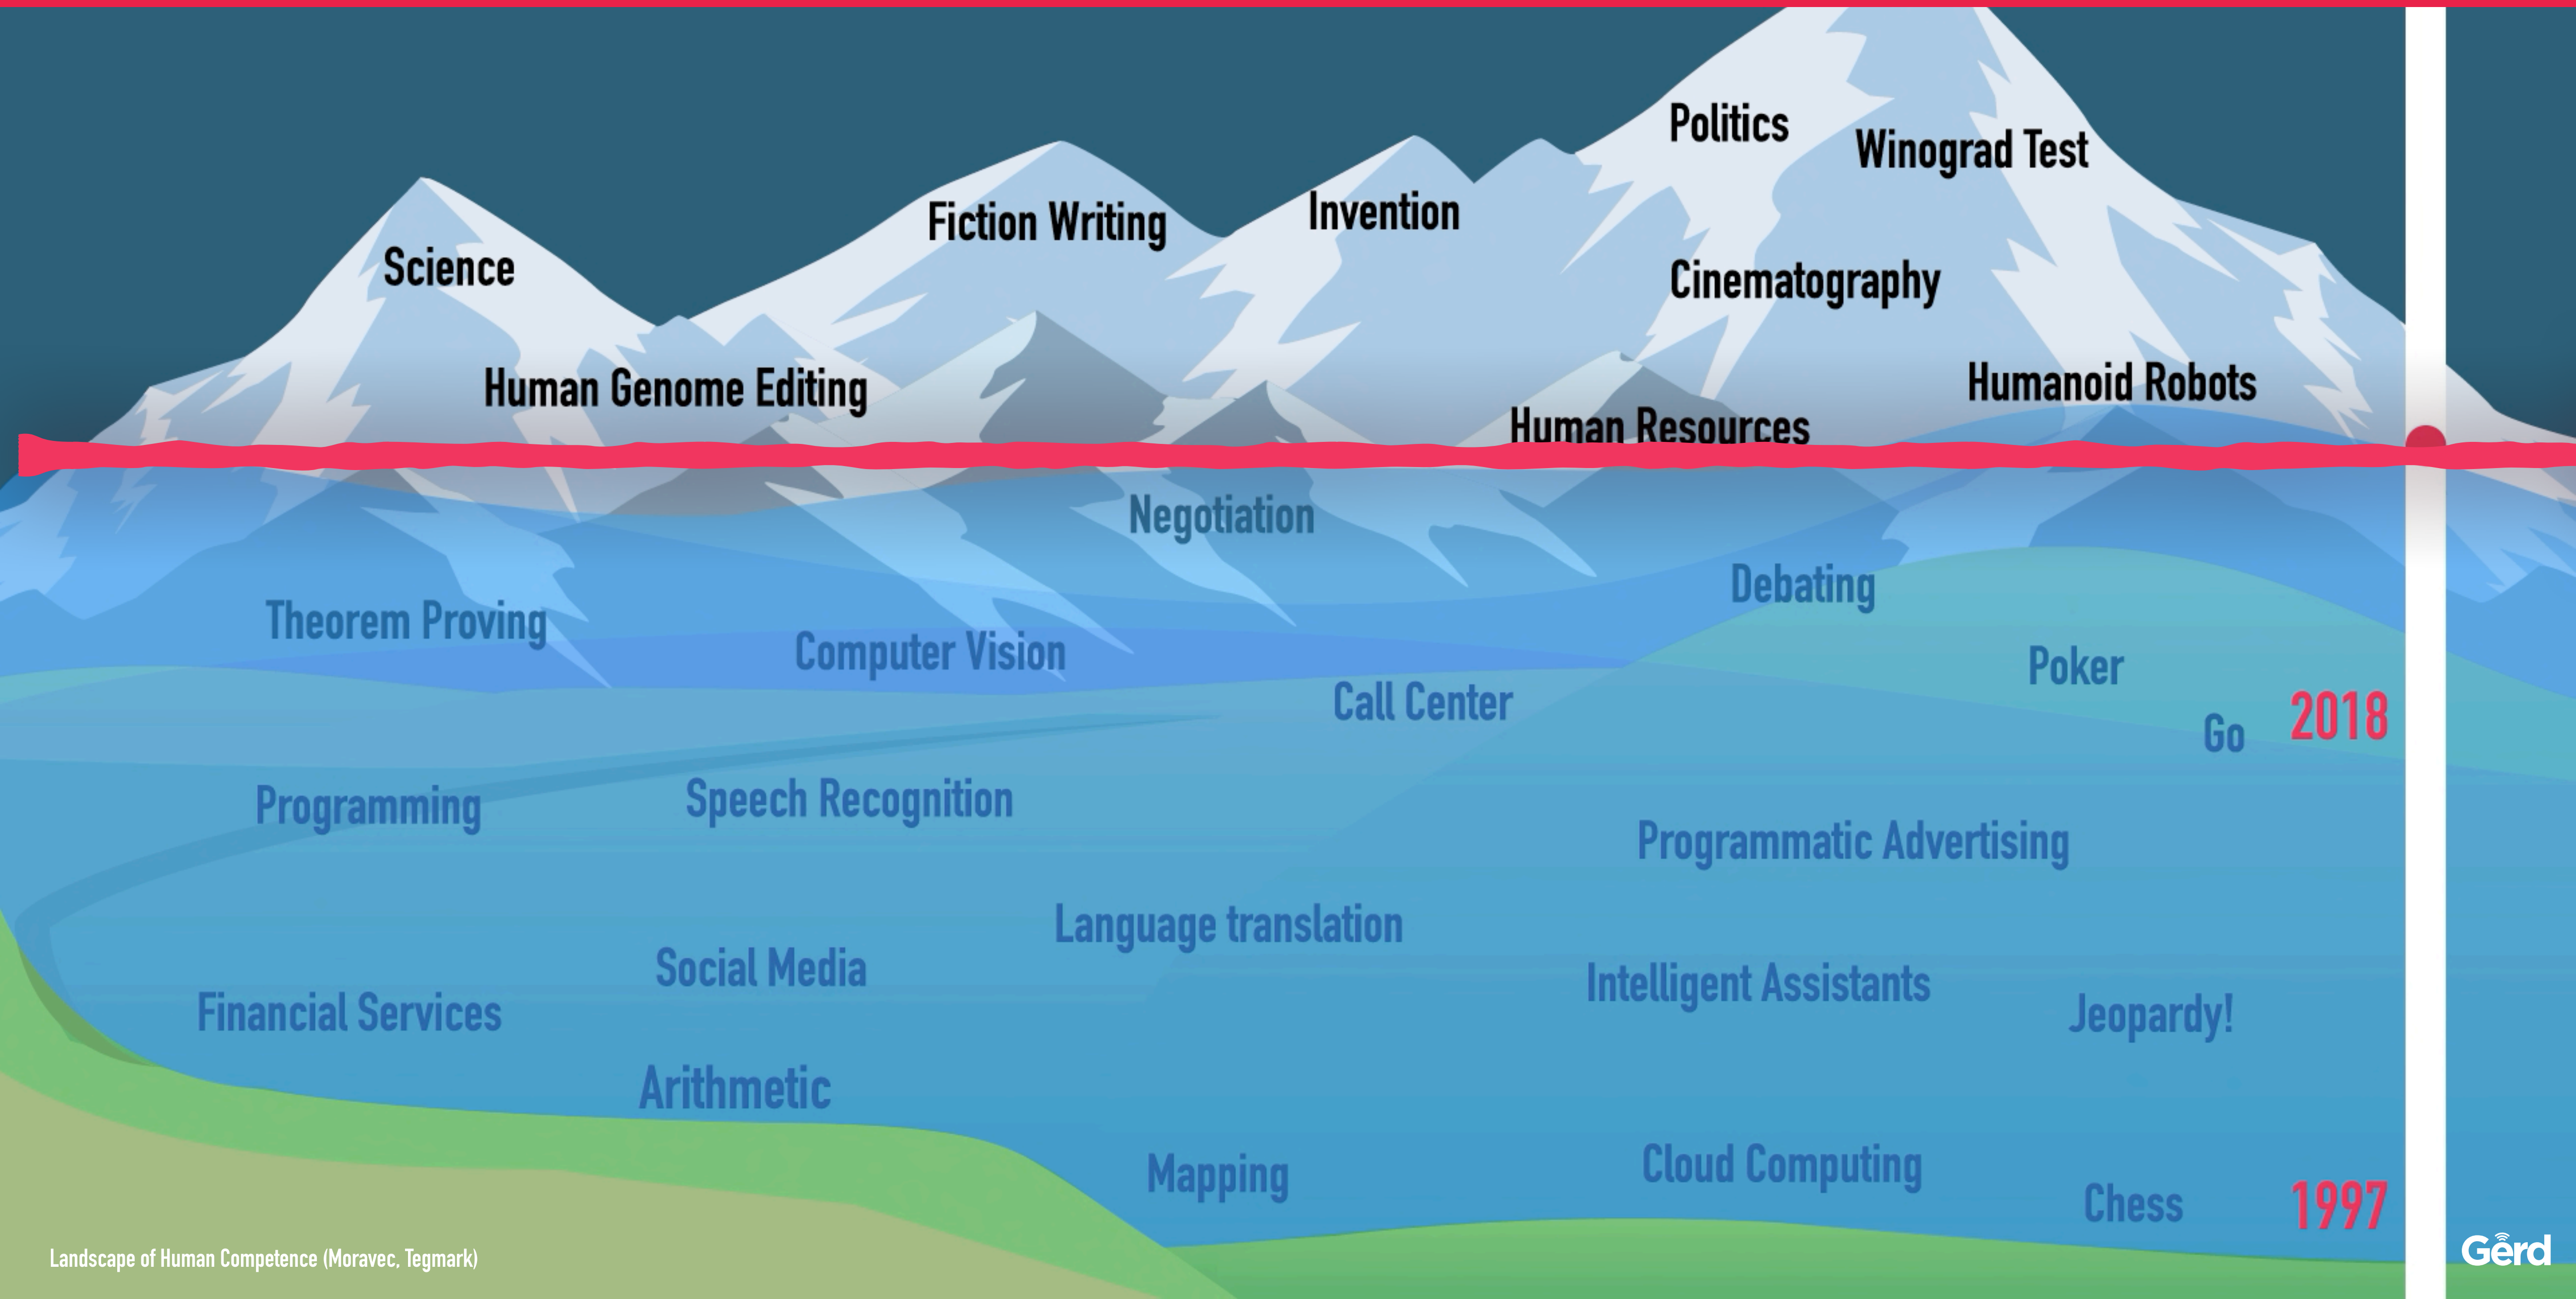 Politics
Winograd Test
Fiction Writing
Invention
Science
Cinematography
Human Genome Editing
Humanoid Robots
Human Resources
Negotiation
Debating
Theorem Proving
Computer Vision
Poker
Call Center
2018
Go
Programming
Speech Recognition
Programmatic Advertising
Language translation
Social Media
Intelligent Assistants
Financial Services
Jeopardy!
Arithmetic
Mapping
Cloud Computing
Chess
1997
Landscape of Human Competence (Moravec, Tegmark)
Gerd